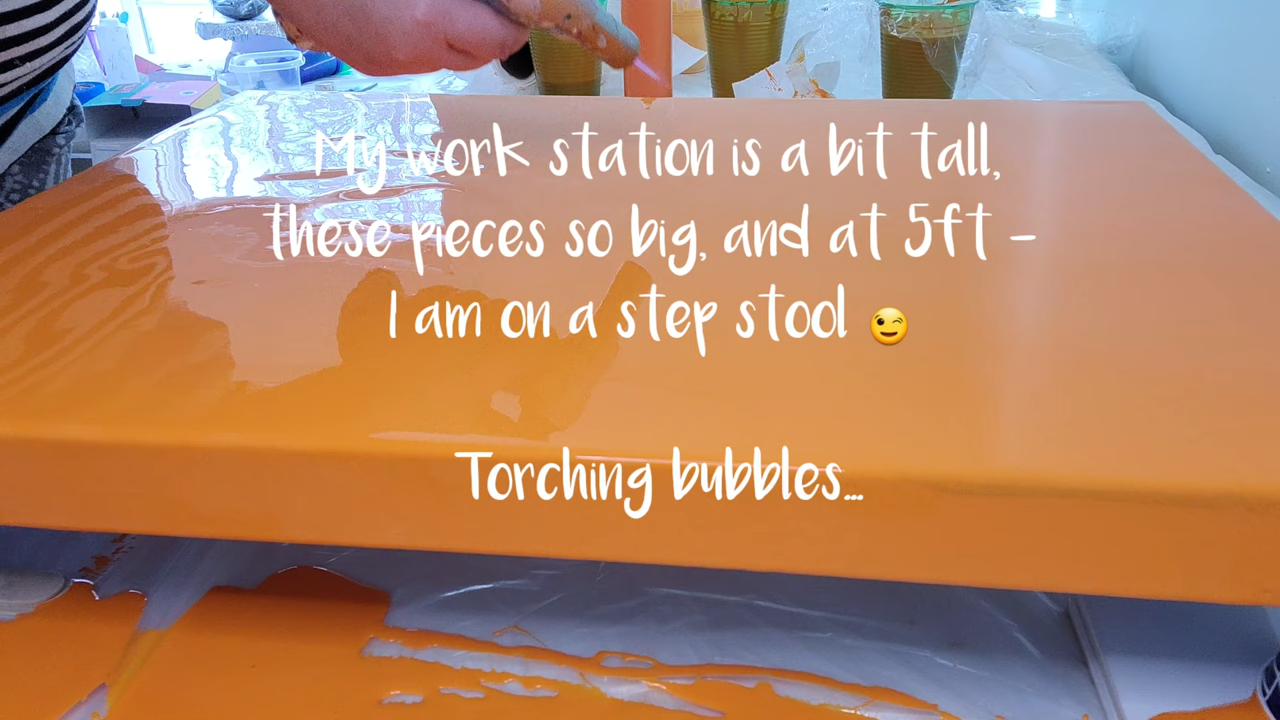 My work station is a bit tall,
these pieces so big, and at 5ft -
I am on a step stool 😉
Torching bubbles...